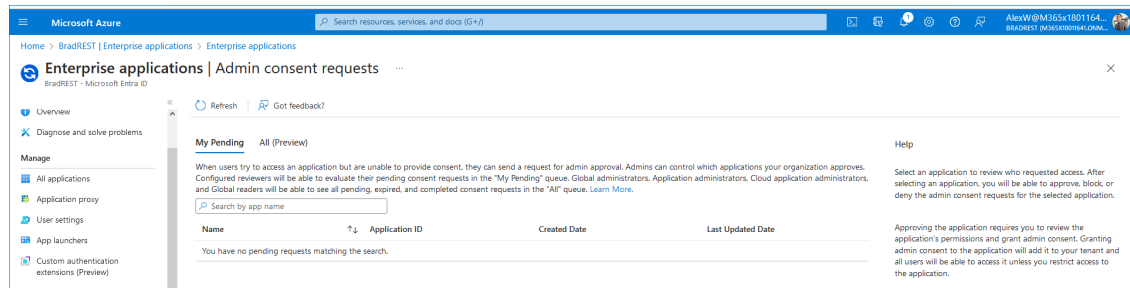 Microsoft Azure
Search resources, services, and docs (G+/)
1
AlexW@M365x1801164...
BRADREST (M365X18011641.ONM...
Home > BradREST | Enterprise applications > Enterprise applications
Enterprise applications | Admin consent requests ...
BradREST - Microsoft Entra ID
Overview
Diagnose and solve problems
Manage
All applications
Application proxy
User settings
App launchers
Custom authentication
extensions (Preview)
Refresh
Got feedback?
My Pending
All (Preview)
When users try to access an application but are unable to provide consent, they can send a request for admin approval. Admins can control which applications your organization approves.
Configured reviewers will be able to evaluate their pending consent requests in the "My Pending" queue. Global administrators, Application administrators, Cloud application administrators,
and Global readers will be able to see all pending, expired, and completed consent requests in the "All" queue. Learn More.
Search by app name
Name
Application ID
Created Date
Last Updated Date
You have no pending requests matching the search.
Help
Select an application to review who requested access. After
selecting an application, you will be able to approve, block, or
deny the admin consent requests for the selected application.
Approving the application requires you to review the
application's permissions and grant admin consent. Granting
admin consent to the application will add it to your tenant and
all users will be able to access it unless you restrict access to
the application.